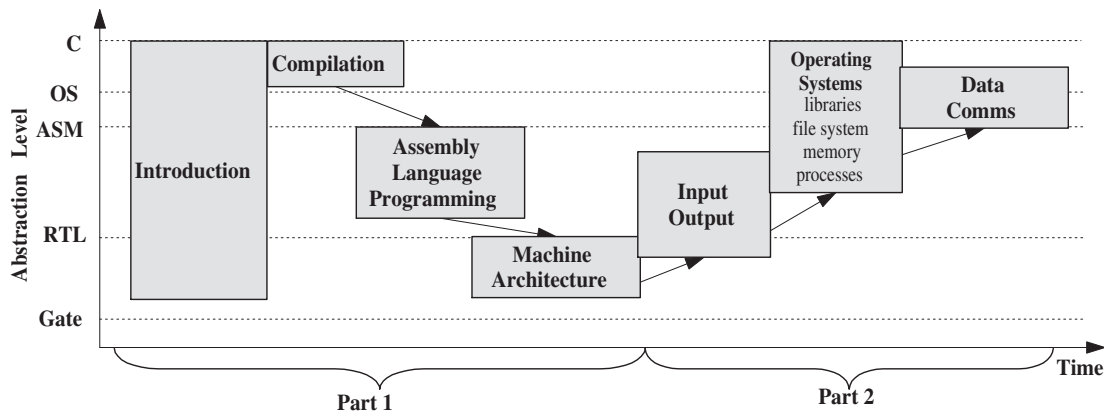 Abstraction Level
C
OS
ASM
RTL
Gate
Introduction
Compilation
Assembly
Language
Programming
Machine
Architecture
Input
Output
Operating
Systems
libraries
file system
memory
processes
Data
Comms
Time
Part 1
Part 2